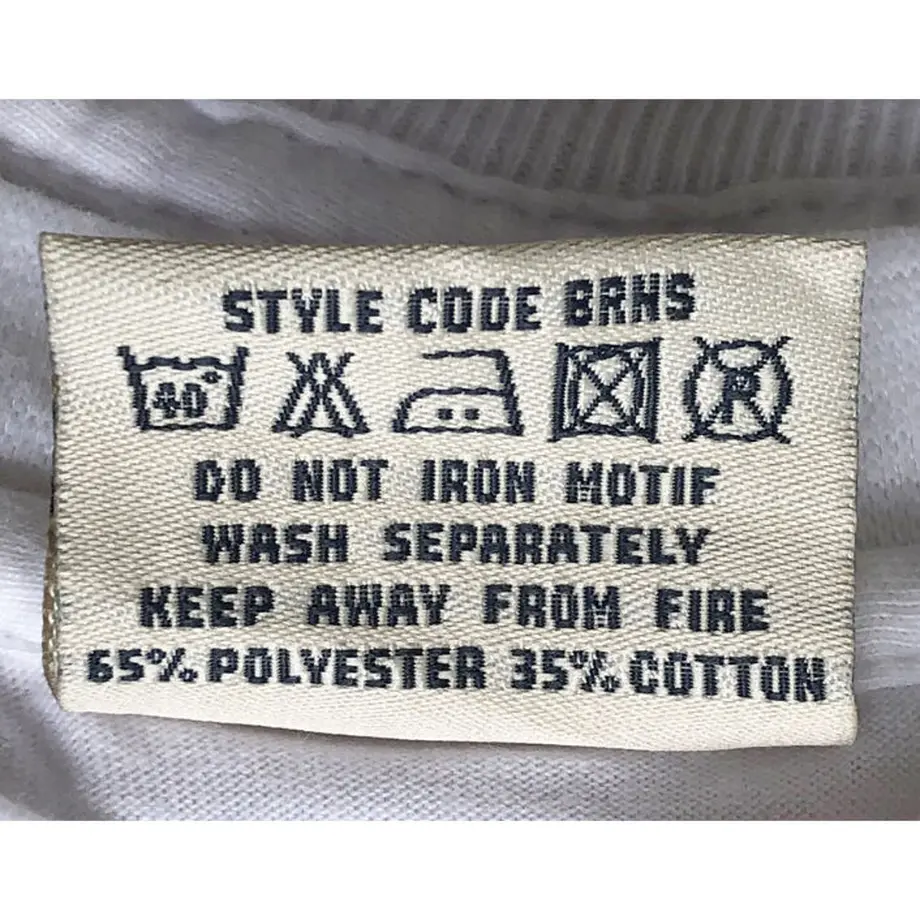 STYLE CODE BRNS
40°
R
DO NOT IRON MOTIF
WASH SEPARATELY
KEEP AWAY FROM FIRE
65% POLYESTER 35% COTTON